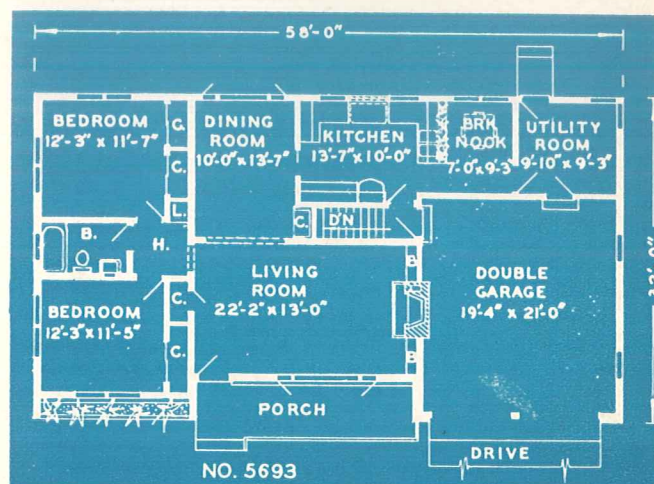 58'-0"
BEDROOM
12'-3" x 11'-7"
C.
C.
L.
DINING
ROOM
10'-0" x 13'-7"
KITCHEN
13'-7" x 10'-0"
BRK
NOOK
7'-0 x 9'-3
UTILITY
ROOM
9'-10" x 9'-3"
B.
H.
C.
D'N
BEDROOM
12'-3" x 11'-5"
C.
C.
LIVING
ROOM
22'-2" x 13'-0"
B
B
DOUBLE
GARAGE
19'-4" x 21'-0"
PORCH
DRIVE
NO. 5693